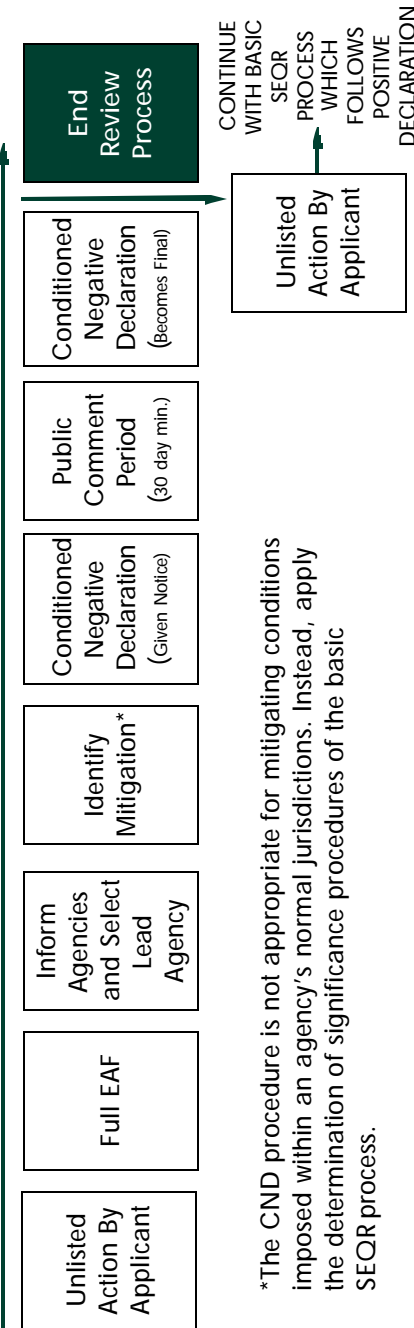 Unlisted
Action By
Applicant
Full EAF
Inform
Agencies
and Select
Lead
Agency
Identify
Mitigation*
Conditioned
Negative
Declaration
(Given Notice)
Public
Comment
Period
(30 day min.)
Conditioned
Negative
Declaration
(Becomes Final)
End
Review
Process
Unlisted
Action By
Applicant
CONTINUE
WITH BASIC
SEQR
PROCESS
WHICH
FOLLOWS
POSITIVE
DECLARATION
*The CND procedure is not appropriate for mitigating conditions
imposed within an agency's normal jurisdictions. Instead, apply
the determination of significance procedures of the basic
SEQR process.